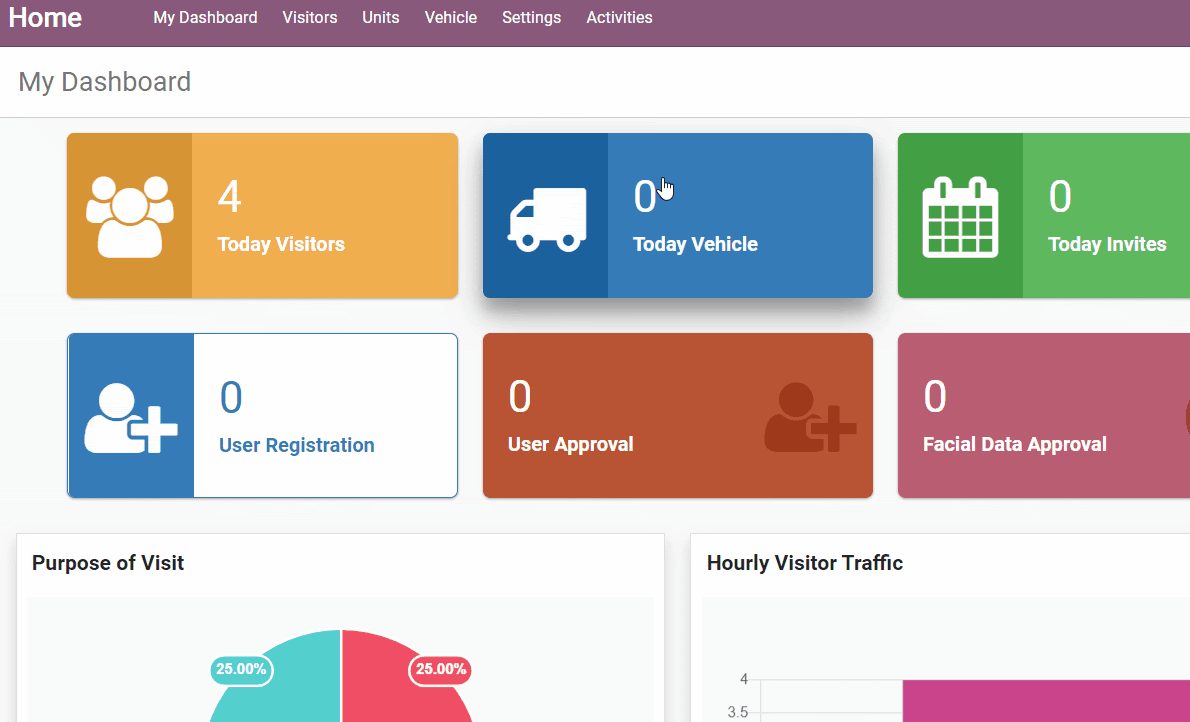 Home My Dashboard Visitors Units Vehicle Settings Activities
My Dashboard
4
Today Visitors
0
Today Vehicle
0
Today Invites
0
User Registration
0
User Approval
0
Facial Data Approval
Purpose of Visit
25.00%
25.00%
Hourly Visitor Traffic
4
3.5